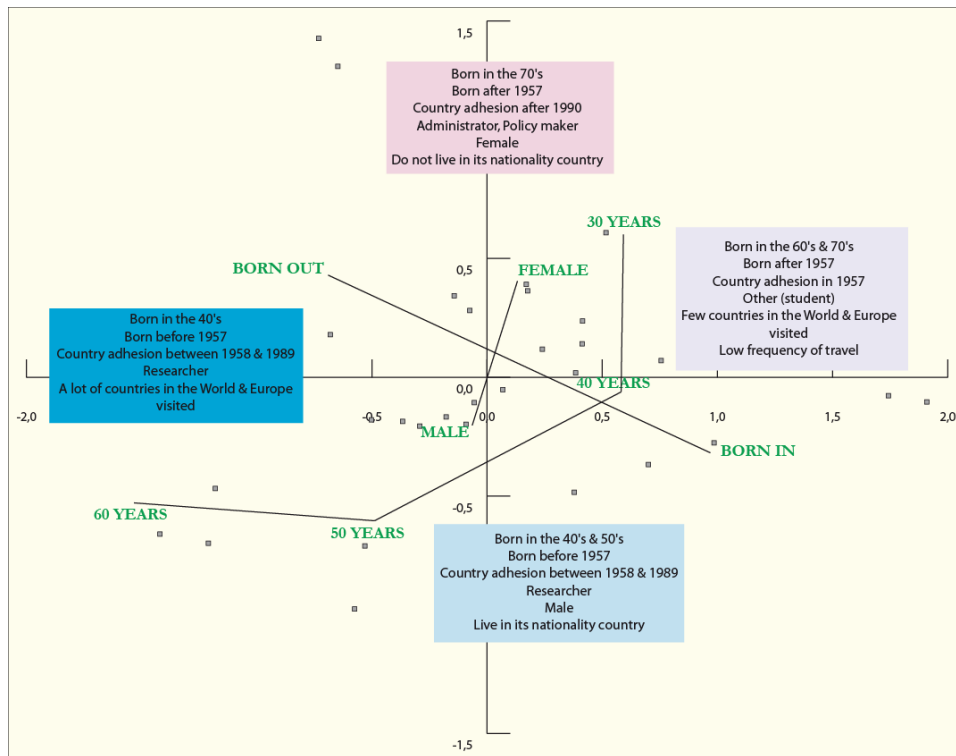 1,5
Born in the 70's
Born after 1957
Country adhesion after 1990
Administrator, Policy maker
Female
Do not live in its nationality country
30 YEARS
Born in the 60's & 70's
Born after 1957
Country adhesion in 1957
Other (student)
Few countries in the World & Europe
visited
Low frequency of travel
BORN OUT
0,5
FEMALE
Born in the 40's
Born before 1957
Country adhesion between 1958 & 1989
Researcher
A lot of countries in the World & Europe
visited
0,0
40 YEARS
-2,0
-0,5
0,0
0,5
1,0
2,0
MALE
BORN IN
-0,5
60 YEARS
50 YEARS
Born in the 40's & 50's
Born before 1957
Country adhesion between 1958 & 1989
Researcher
Male
Live in its nationality country
-1,5